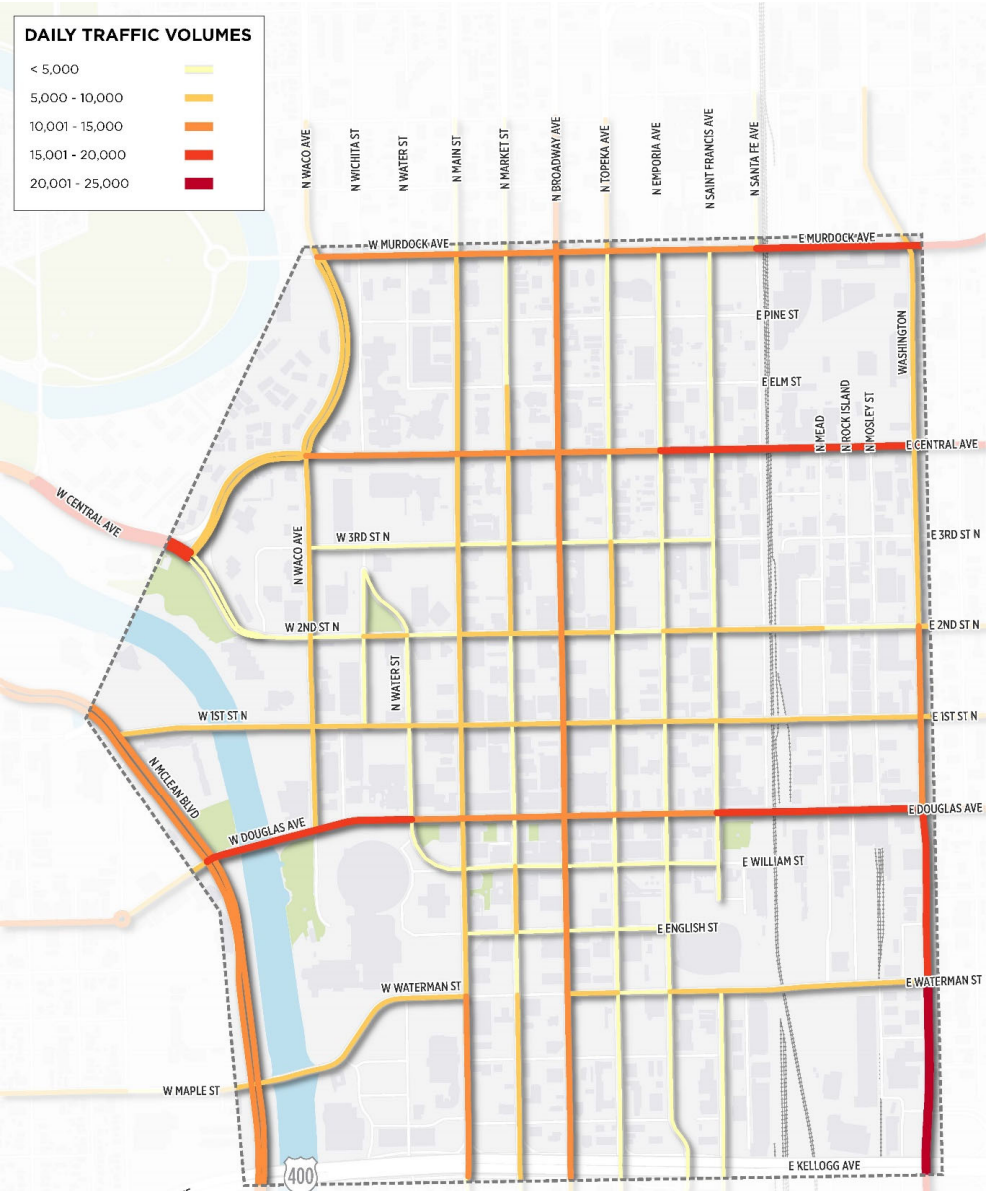 DAILY TRAFFIC VOLUMES
< 5,000
5,000 - 10,000
10,001 - 15,000
15,001 - 20,000
20,001 - 25,000
N WACO AVE
N WICHITA ST
N WATER ST
N MAIN ST
N MARKET ST
N BROADWAY AVE
N TOPEKA AVE
N EMPORIA AVE
N SAINT FRANCIS AVE
N SANTA FE AVE
W MURDOCK AVE
E MURDOCK AVE
E PINE ST
WASHINGTON
E ELM ST
N MEAD
N ROCK ISLAND
N MOSLEY ST
E CENTRAL AVE
W CENTRAL AVE
N WACO AVE
W 3RD ST N
E 3RD ST N
W 2ND ST N
E 2ND ST N
N WATER ST
W 1ST ST N
E 1ST ST N
N MCLEAN BLVD
W DOUGLAS AVE
E DOUGLAS AVE
E WILLIAM ST
E ENGLISH ST
W WATERMAN ST
E WATERMAN ST
W MAPLE ST
E KELLOGG AVE
400